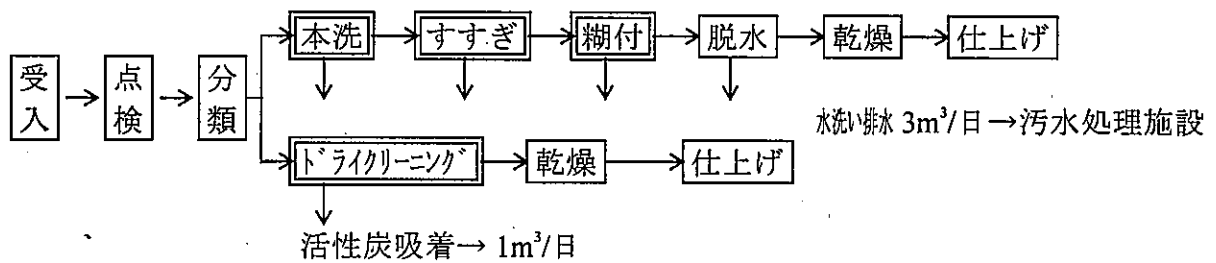 受入 → 点検 → 分類
本洗 → すすぎ → 糊付 → 脱水 → 乾燥 → 仕上げ
水洗い排水 3m³/日→汚水処理施設
ドライクリーニング → 乾燥 → 仕上げ
活性炭吸着→ 1m³/日